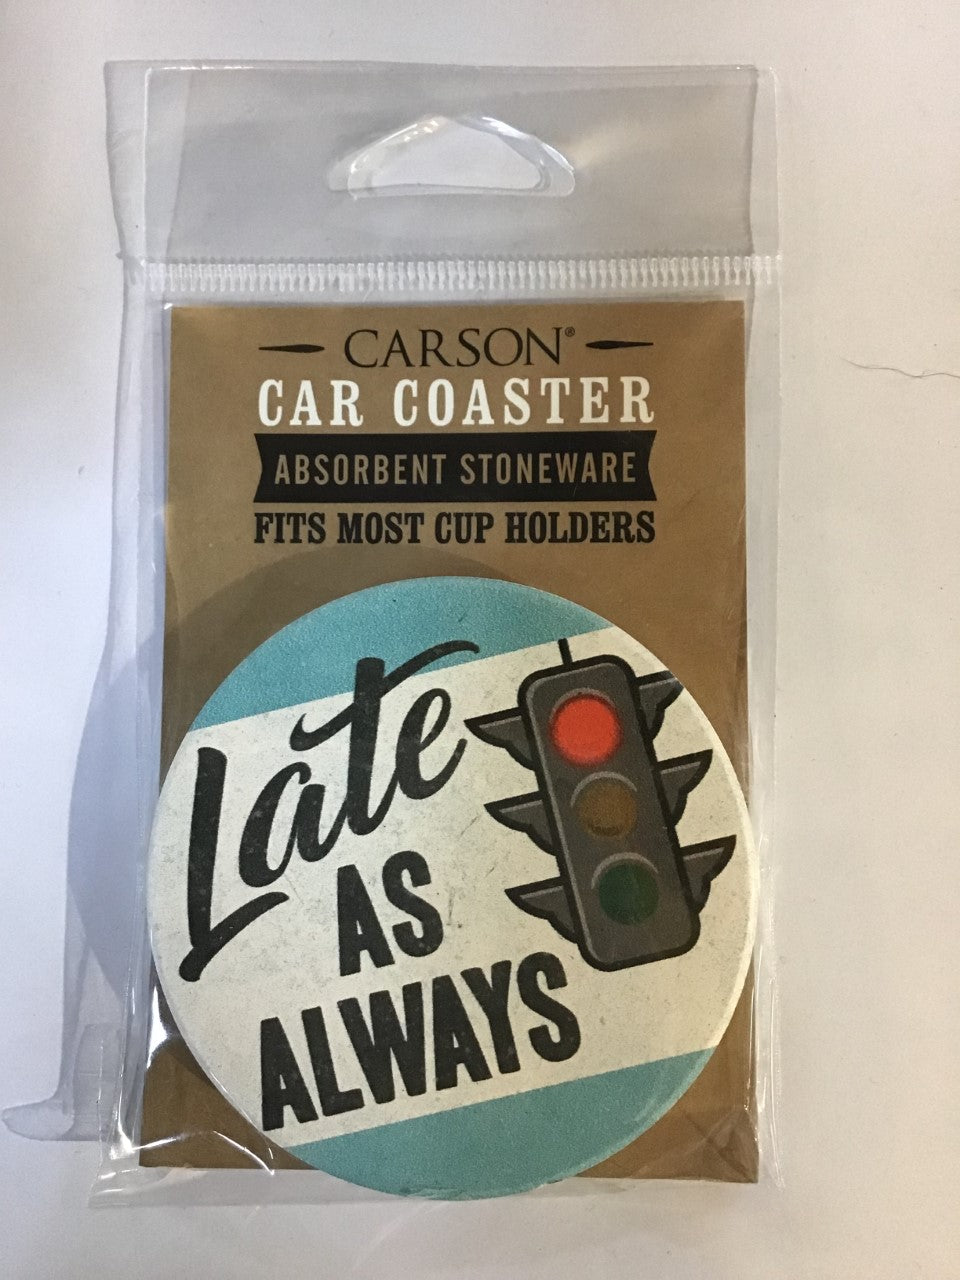 CARSON®
CAR COASTER
ABSORBENT STONEWARE
FITS MOST CUP HOLDERS
Late
AS
ALWAYS